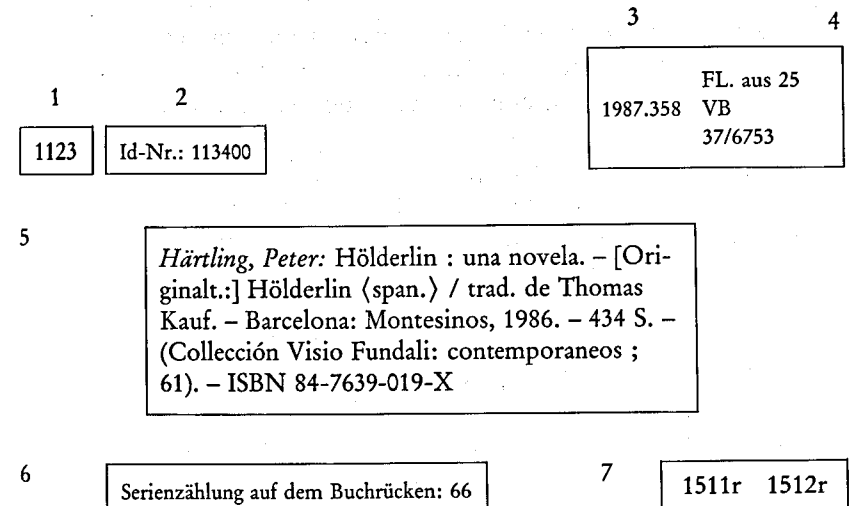 3 4
FL. aus 25
1 2
1987.358 VB
37/6753
1123 Id-Nr.: 113400
5
Härtling, Peter: Hölderlin : una novela. – [Ori-
ginalt.:] Hölderlin ⟨span.⟩ / trad. de Thomas
Kauf. – Barcelona: Montesinos, 1986. – 434 S. –
(Collección Visio Fundali: contemporaneos ;
61). – ISBN 84-7639-019-X
6 7
Serienzählung auf dem Buchrücken: 66 1511r 1512r